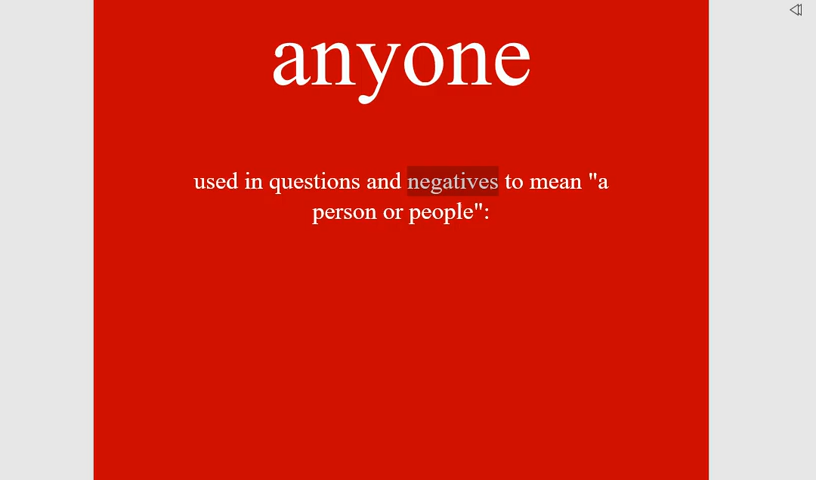 anyone
used in questions and negatives to mean "a
person or people":